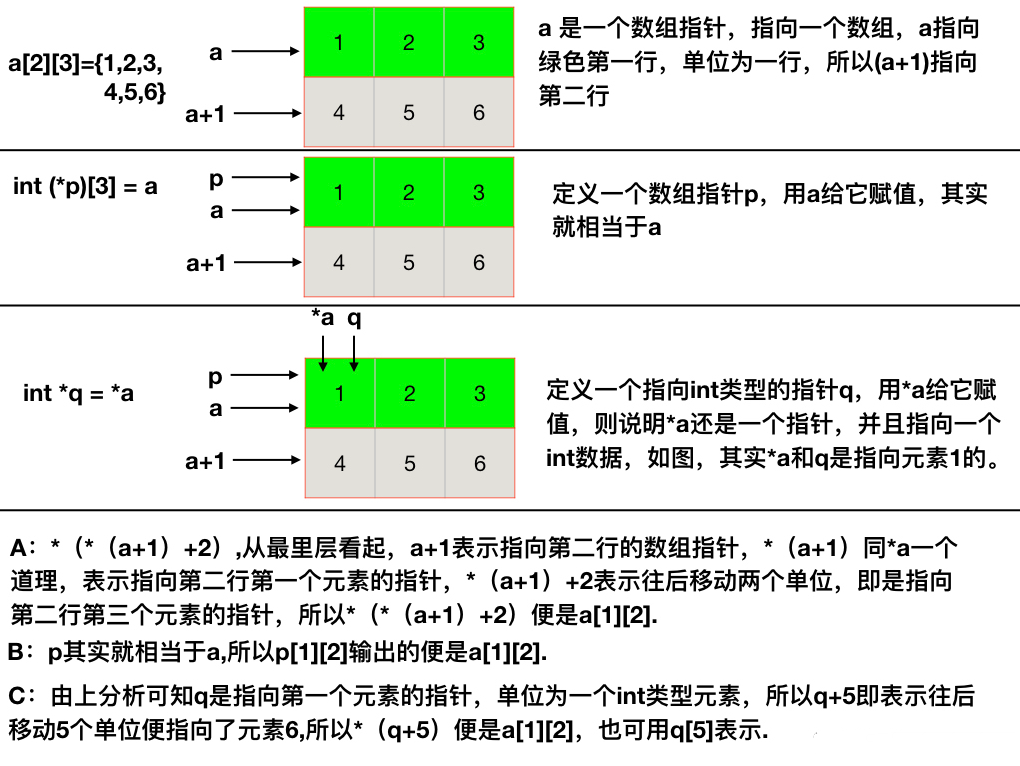 a[2][3]={1,2,3,
4,5,6}
a
a+1
1 2 3
4 5 6
a 是一个数组指针，指向一个数组，a指向
绿色第一行，单位为一行，所以(a+1)指向
第二行
int (*p)[3] = a
p
a
a+1
1 2 3
4 5 6
定义一个数组指针p，用a给它赋值，其实
就相当于a
*a q
int *q = *a
p
a
a+1
1 2 3
4 5 6
定义一个指向int类型的指针q，用*a给它赋
值，则说明*a还是一个指针，并且指向一个
int数据，如图，其实*a和q是指向元素1的。
A：*（*（a+1）+2）,从最里层看起，a+1表示指向第二行的数组指针，*（a+1）同*a一个
道理，表示指向第二行第一个元素的指针，*（a+1）+2表示往后移动两个单位，即是指向
第二行第三个元素的指针，所以*（*（a+1）+2）便是a[1][2].
B：p其实就相当于a,所以p[1][2]输出的便是a[1][2].
C：由上分析可知q是指向第一个元素的指针，单位为一个int类型元素，所以q+5即表示往后
移动5个单位便指向了元素6,所以*（q+5）便是a[1][2]，也可用q[5]表示.